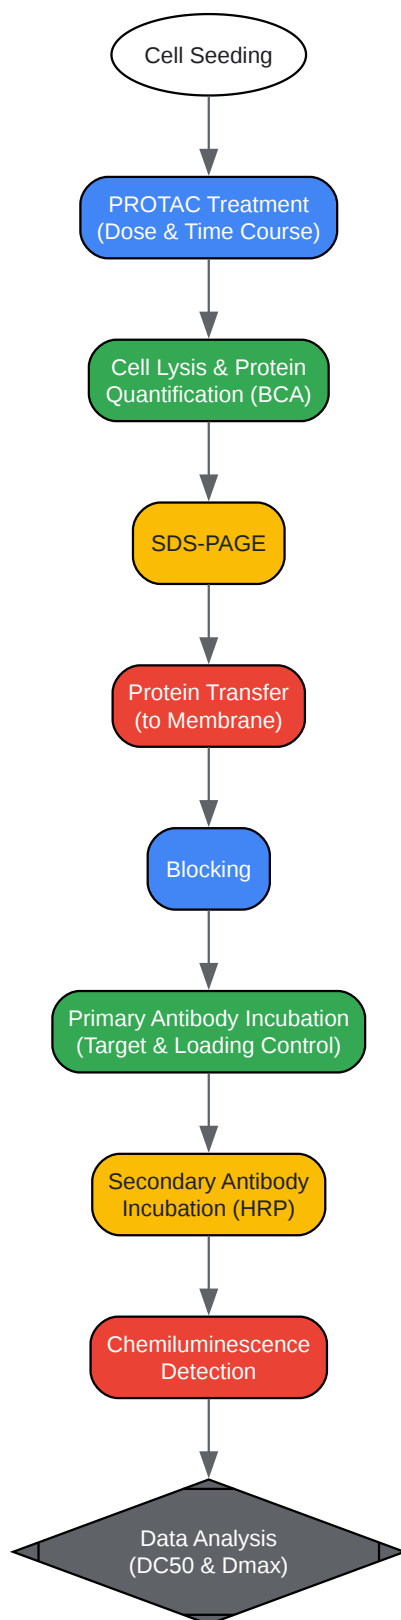 Cell Seeding
PROTAC Treatment
(Dose & Time Course)
Cell Lysis & Protein
Quantification (BCA)
SDS-PAGE
Protein Transfer
(to Membrane)
Blocking
Primary Antibody Incubation
(Target & Loading Control)
Secondary Antibody
Incubation (HRP)
Chemiluminescence
Detection
Data Analysis
(DC50 & Dmax)